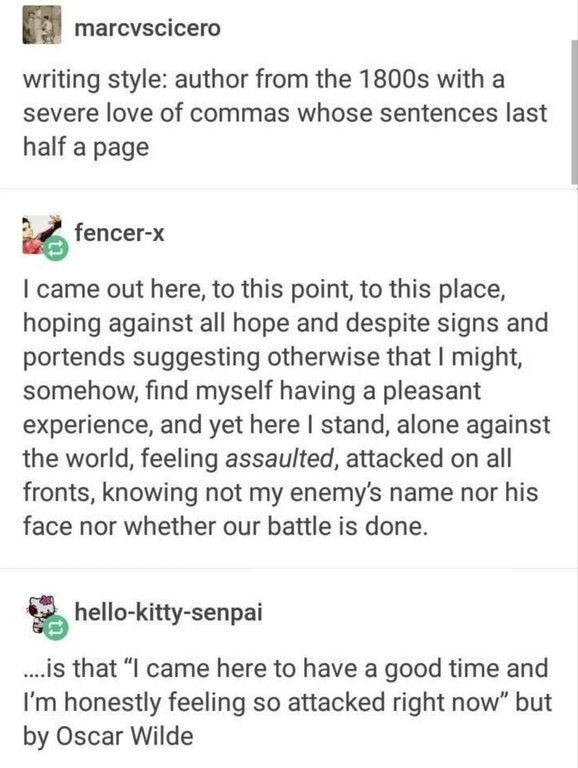 marcvscicero
writing style: author from the 1800s with a
severe love of commas whose sentences last
half a page
fencer-x
I came out here, to this point, to this place,
hoping against all hope and despite signs and
portends suggesting otherwise that I might,
somehow, find myself having a pleasant
experience, and yet here I stand, alone against
the world, feeling assaulted, attacked on all
fronts, knowing not my enemy's name nor his
face nor whether our battle is done.
hello-kitty-senpai
....is that “I came here to have a good time and
I'm honestly feeling so attacked right now” but
by Oscar Wilde